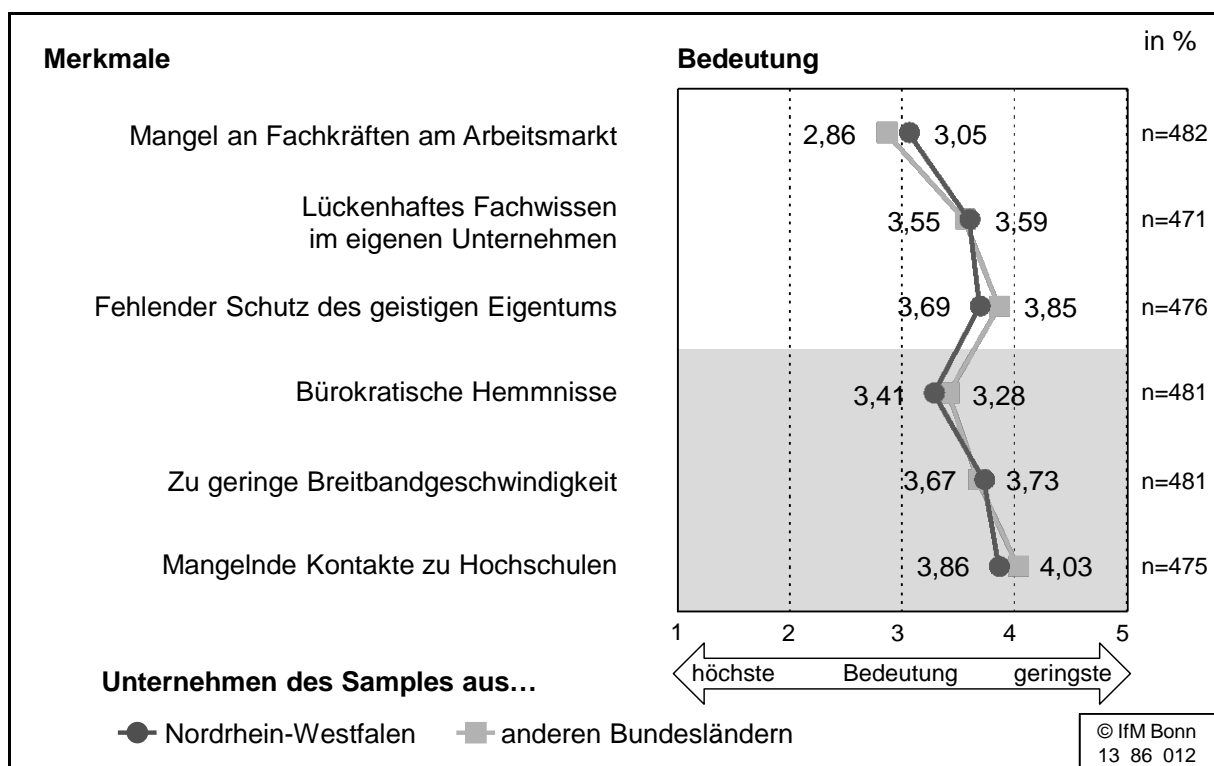 in %
Merkmale Bedeutung
Mangel an Fachkräften am Arbeitsmarkt 2,86 3,05 n=482
Lückenhaftes Fachwissen
im eigenen Unternehmen 3,55 3,59 n=471
Fehlender Schutz des geistigen Eigentums 3,69 3,85 n=476
Bürokratische Hemmnisse 3,41 3,28 n=481
Zu geringe Breitbandgeschwindigkeit 3,67 3,73 n=481
Mangelnde Kontakte zu Hochschulen 3,86 4,03 n=475
1 2 3 4 5
höchste Bedeutung geringste
Unternehmen des Samples aus…
Nordrhein-Westfalen anderen Bundesländern
© IfM Bonn
13 86 012